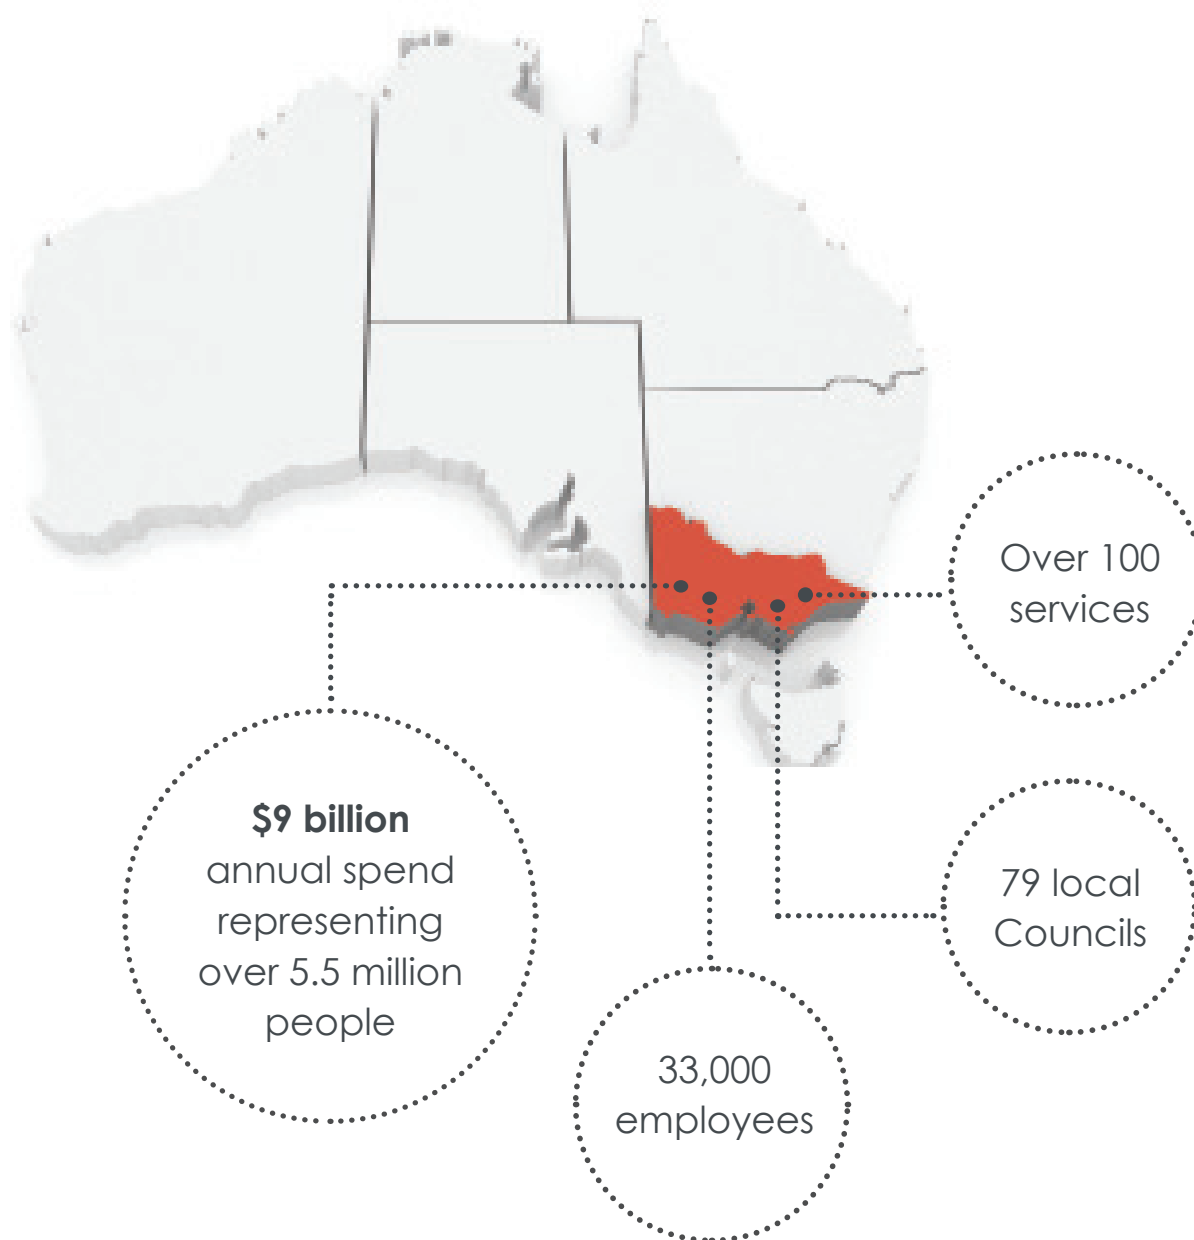 Over 100
services
$9 billion
annual spend
representing
over 5.5 million
people
79 local
Councils
33,000
employees